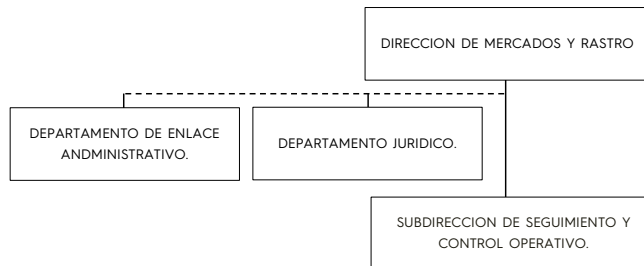 DIRECCION DE MERCADOS Y RASTRO
DEPARTAMENTO DE ENLACE
ANDMINISTRATIVO.
DEPARTAMENTO JURIDICO.
SUBDIRECCION DE SEGUIMIENTO Y
CONTROL OPERATIVO.